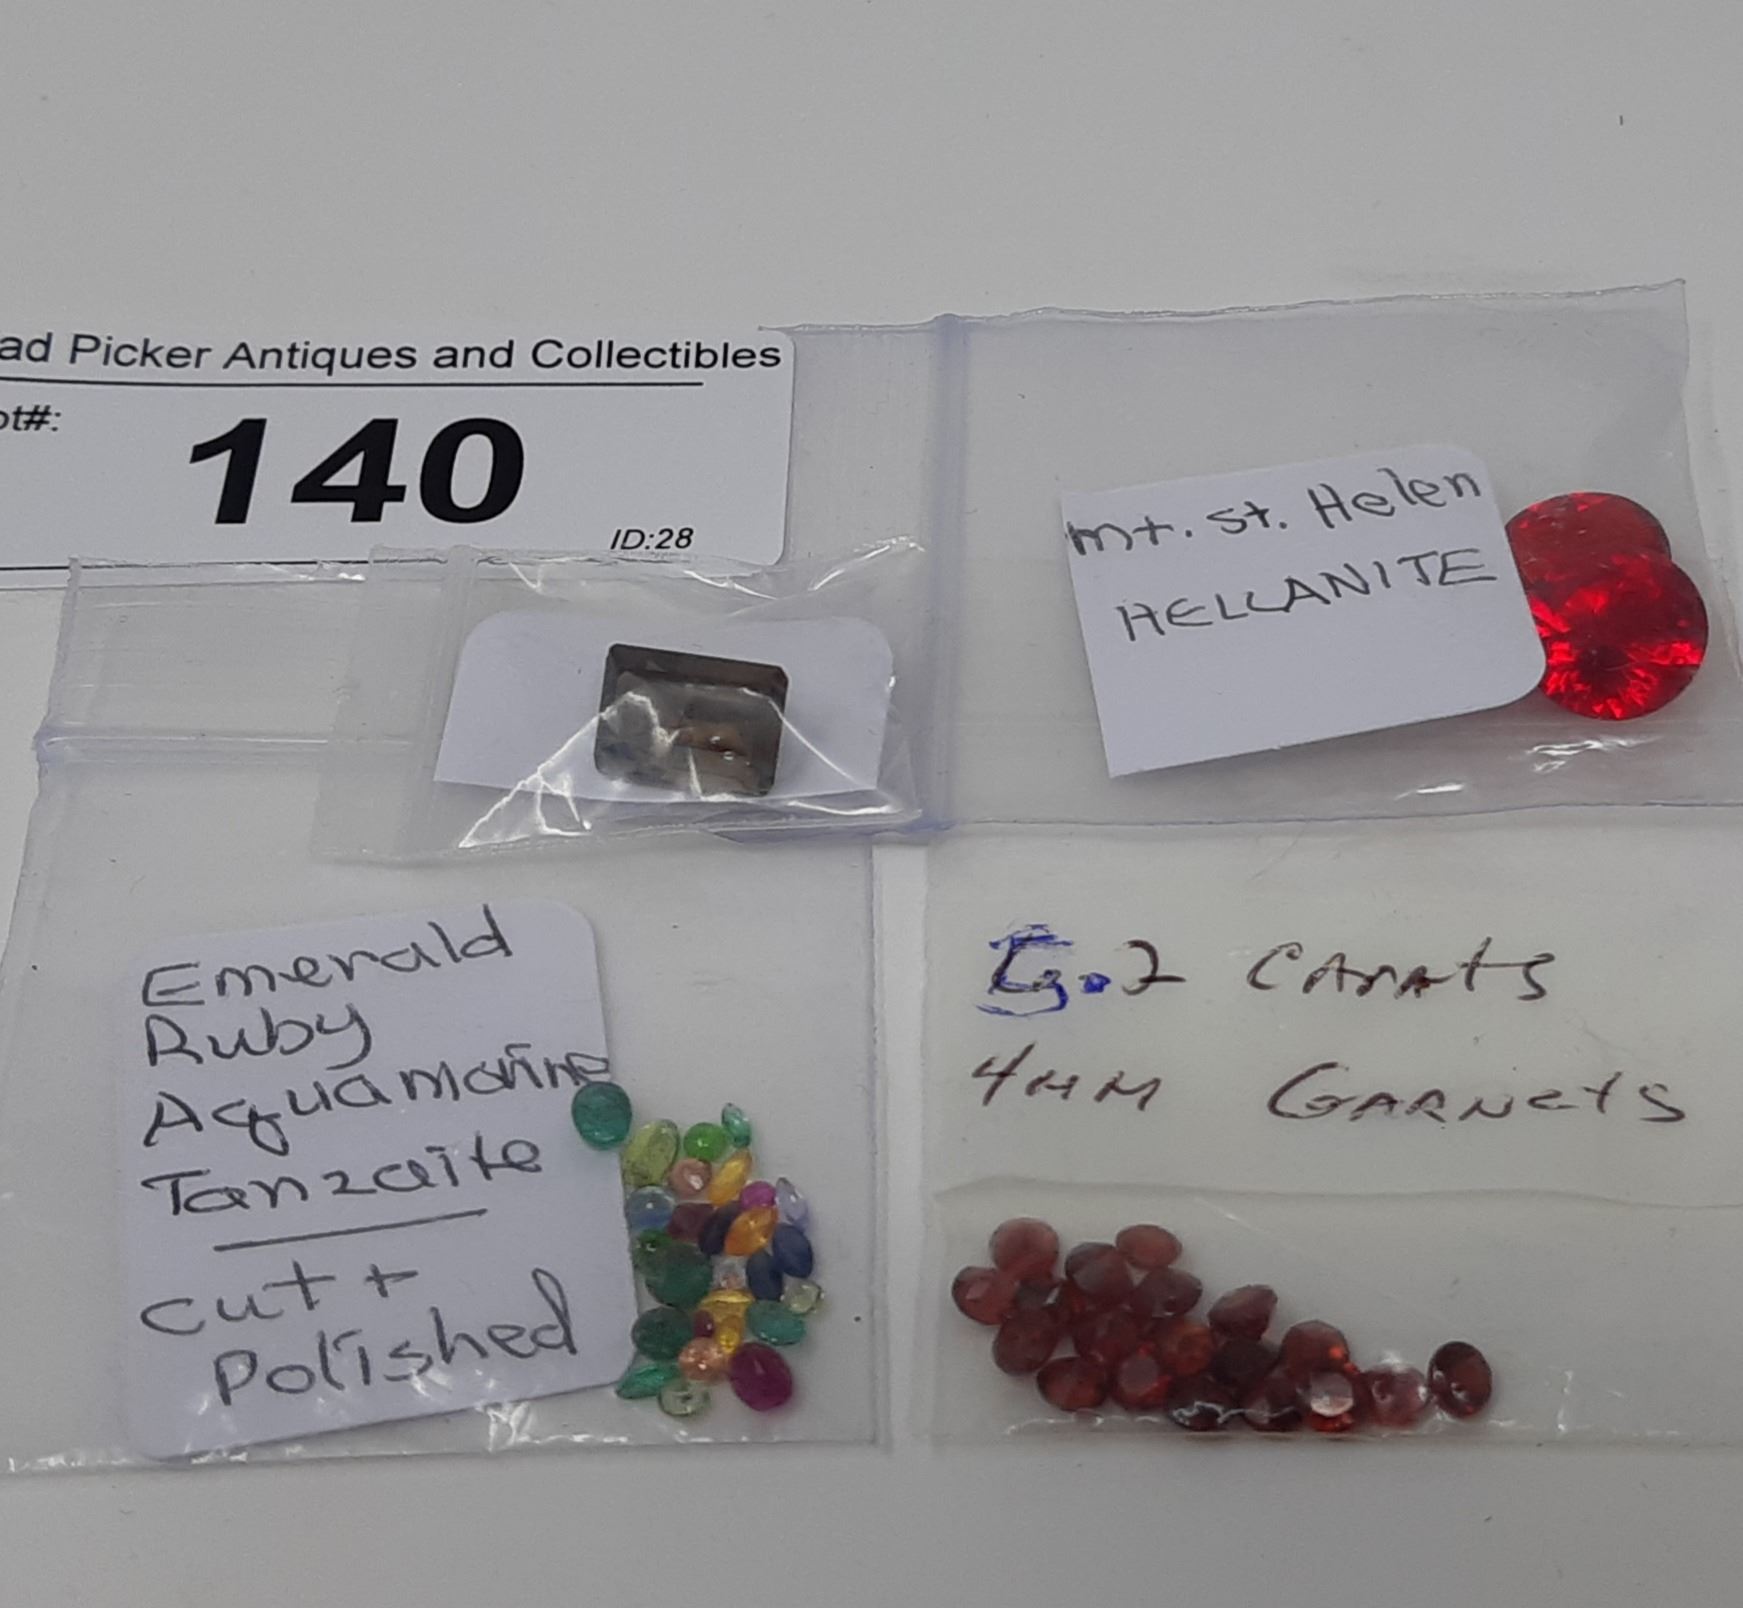 ad Picker Antiques and Collectibles
ot#:
140
ID:28
mt. st. Helen
HELLANITE
Emerald
Ruby
Aquamarine
Tanzaite
cut +
Polished
.2 CArAts
4MM GARNetS